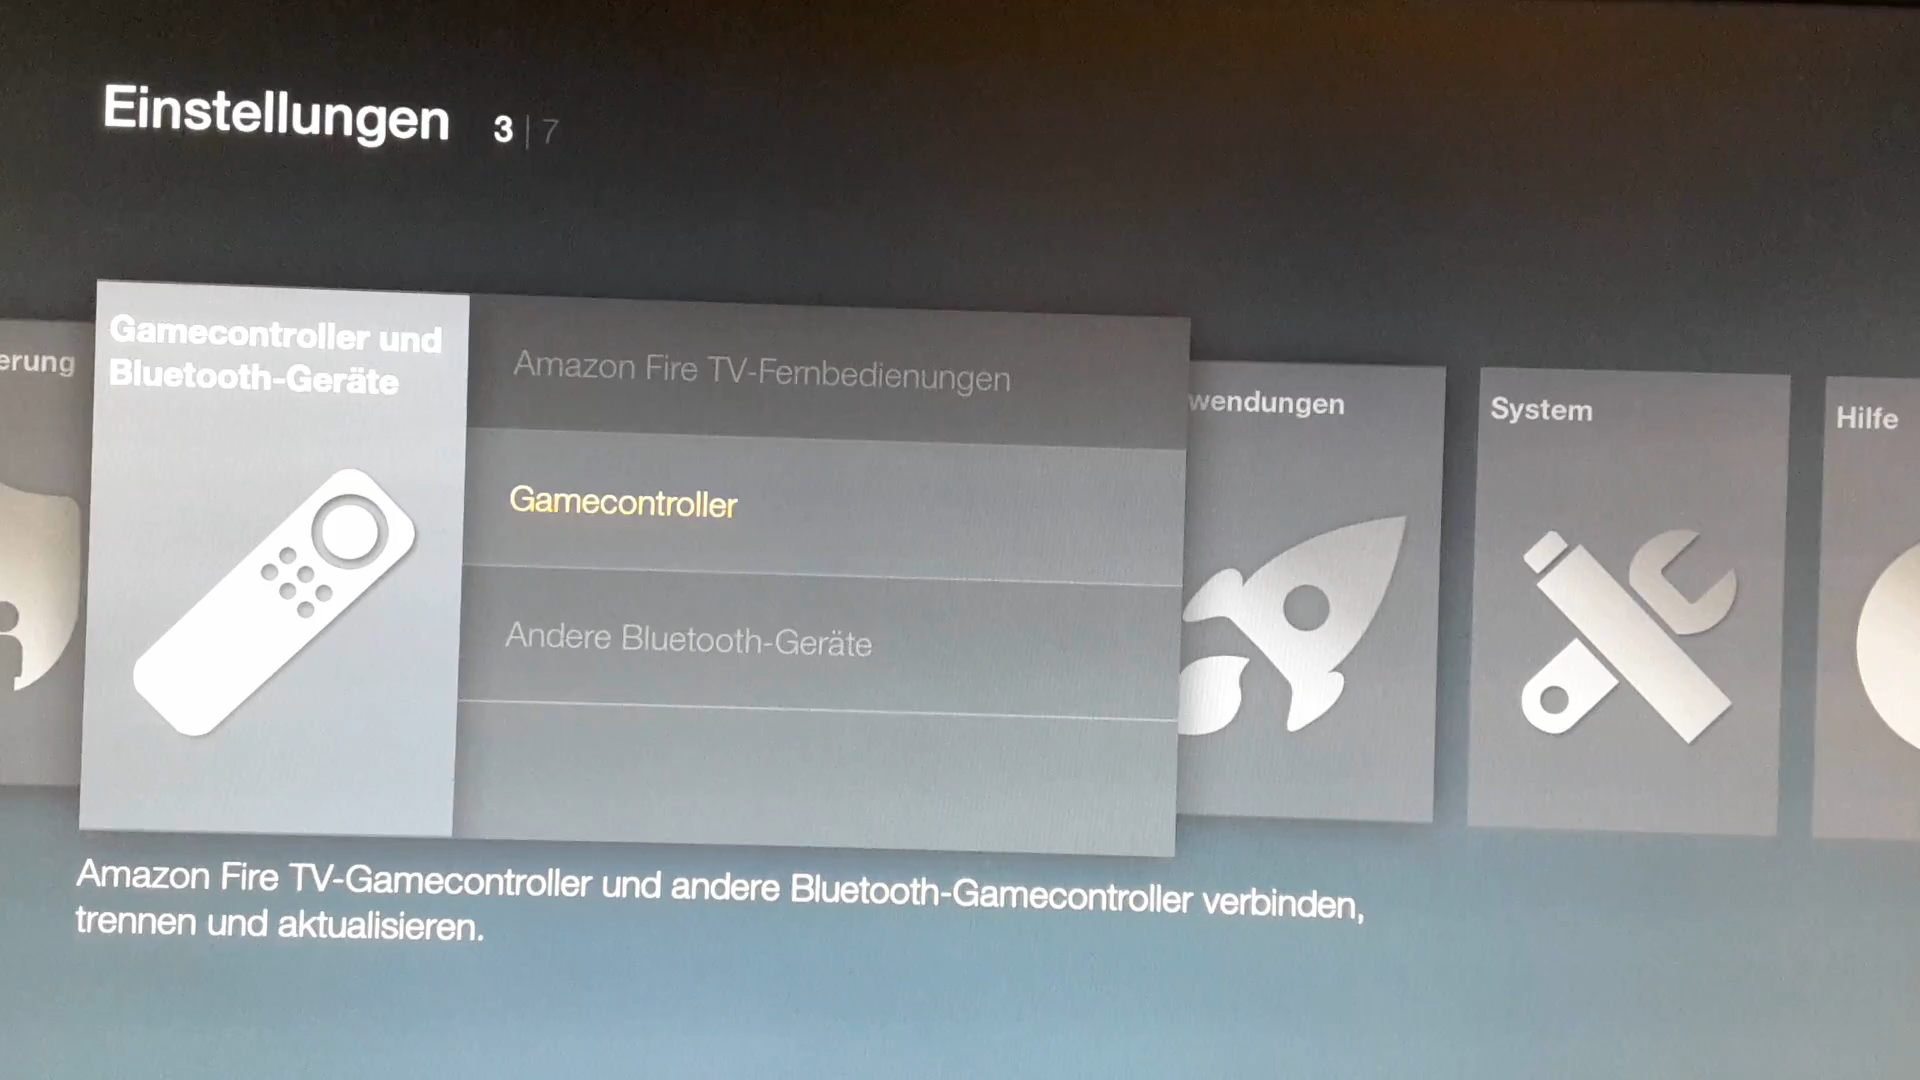 Einstellungen 3 | 7
erung
Gamecontroller und
Bluetooth-Geräte
Amazon Fire TV-Fernbedienungen
Gamecontroller
Andere Bluetooth-Geräte
wendungen
System
Hilfe
Amazon Fire TV-Gamecontroller und andere Bluetooth-Gamecontroller verbinden,
trennen und aktualisieren.